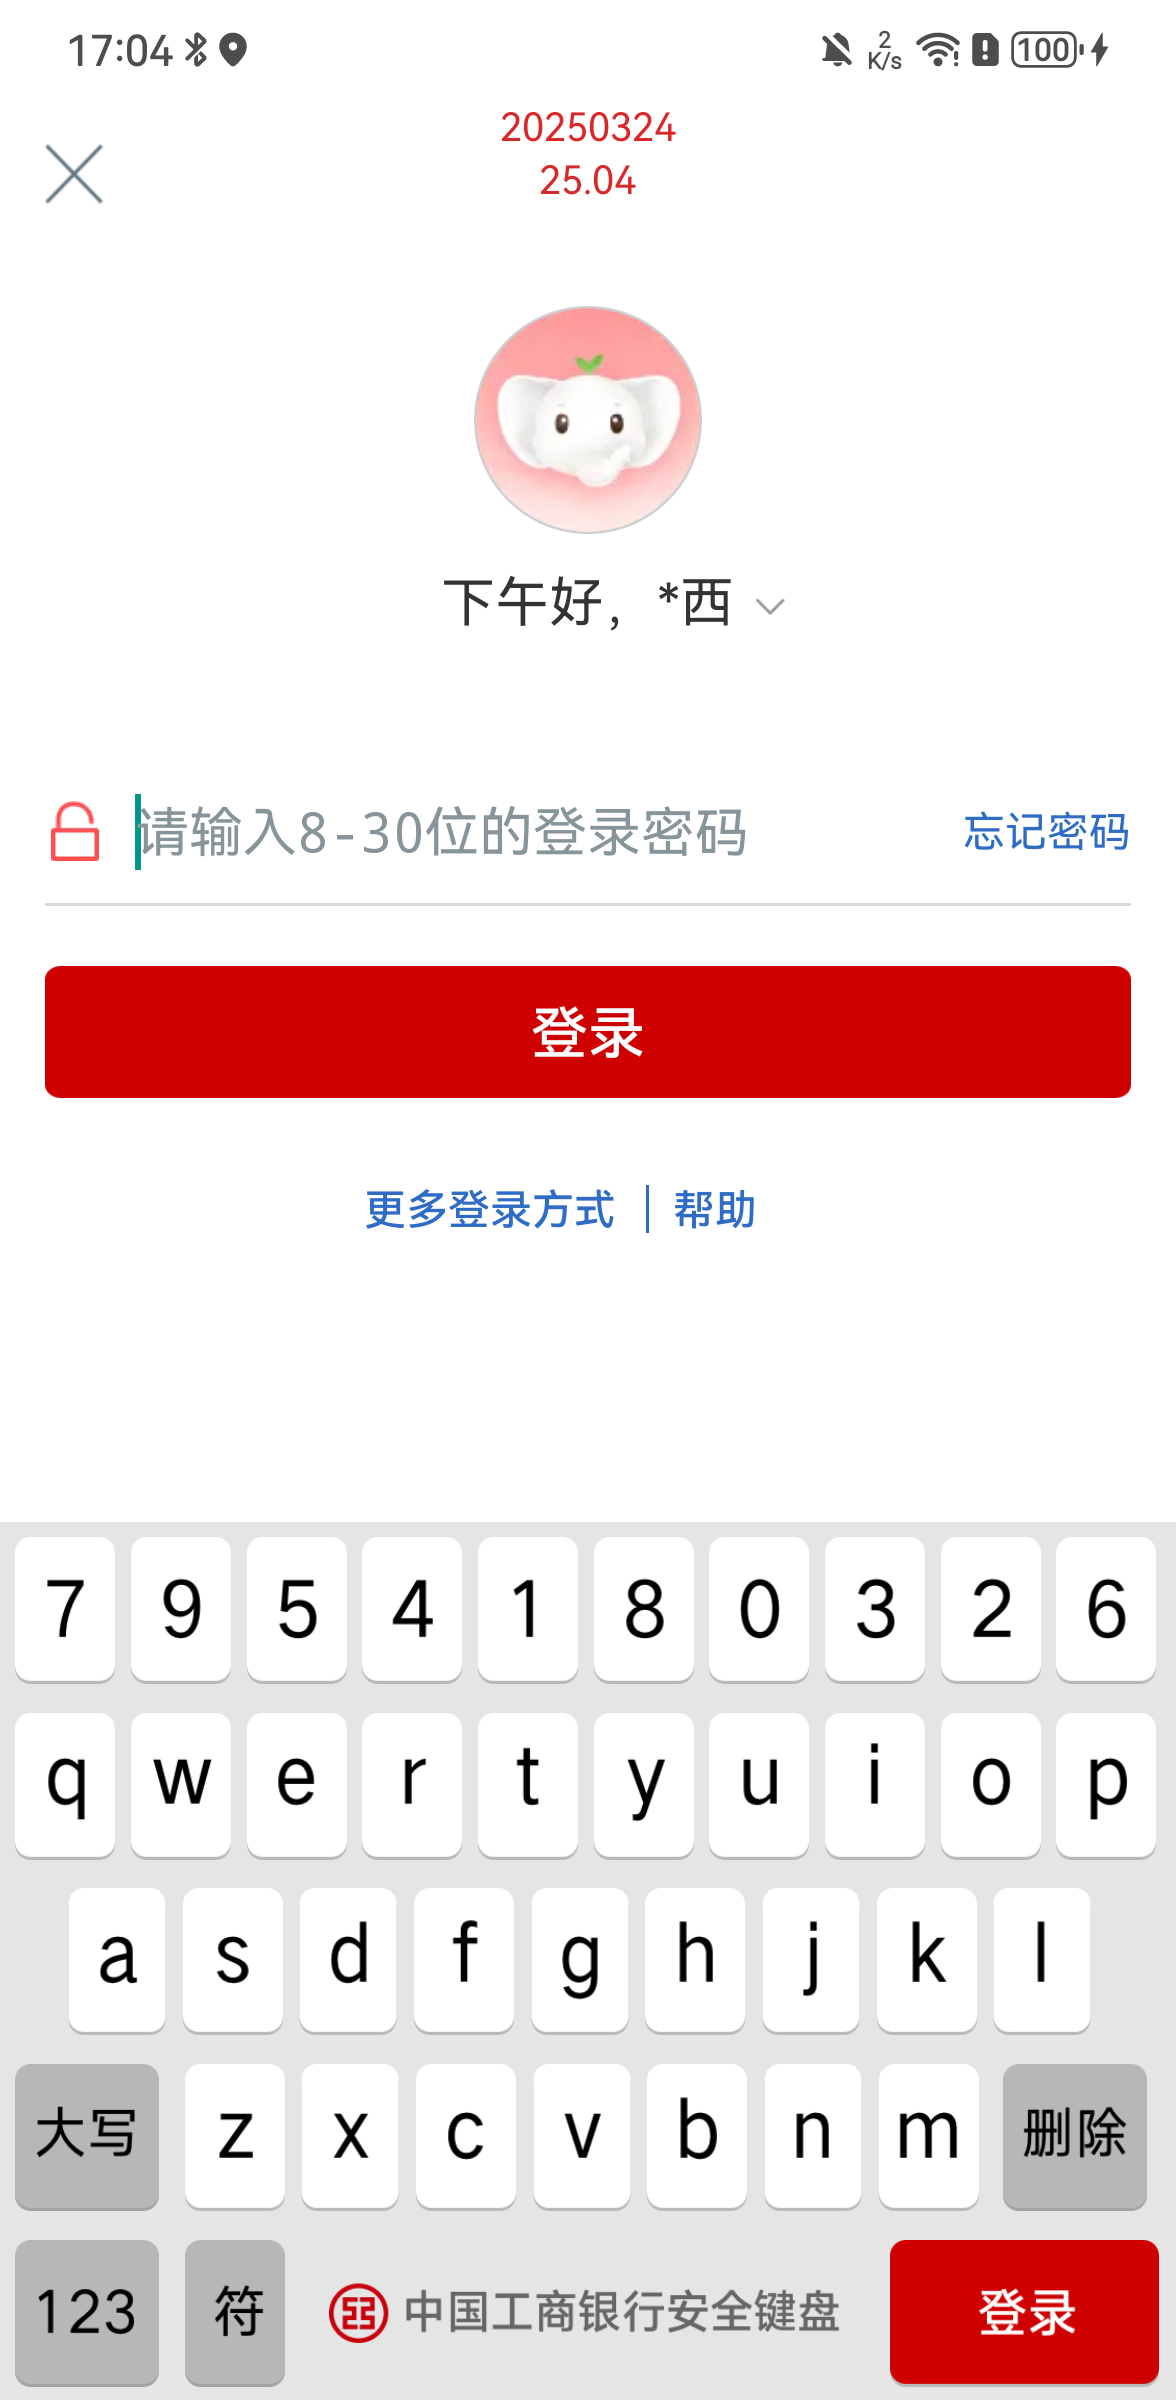 17:04 2 K/s 100
20250324
25.04
下午好，*西
请输入8-30位的登录密码 忘记密码
登录
更多登录方式 | 帮助
7 9 5 4 1 8 0 3 2 6
q w e r t y u i o p
a s d f g h j k l
大写 z x c v b n m 删除
123 符 中国工商银行安全键盘 登录